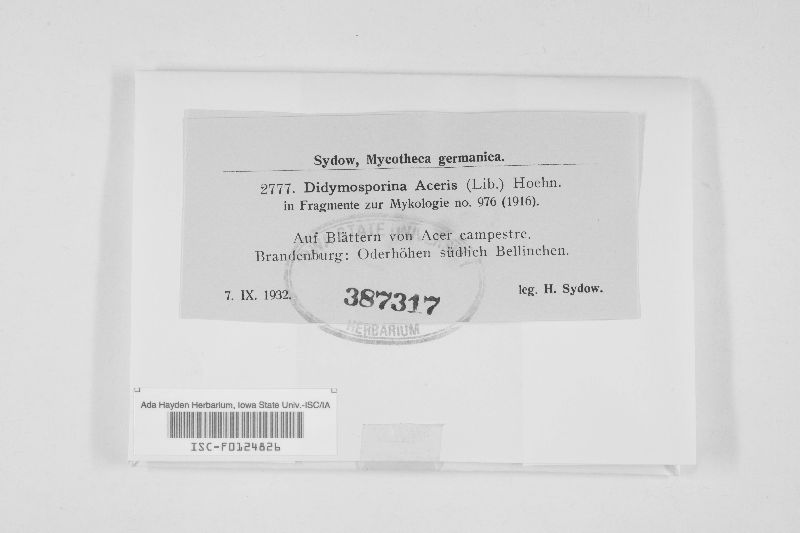 Sydow, Mycotheca germanica.
2777. Didymosporina Aceris (Lib.) Hoehn.
in Fragmente zur Mykologie no. 976 (1916).
Auf Blättern von Acer campestre.
Brandenburg: Oderhöhen südlich Bellinchen.
7. IX. 1932.
leg. H. Sydow.
387317
HERBARIUM
Ada Hayden Herbarium, Iowa State Univ.-ISC/IA
ISC-F0124826